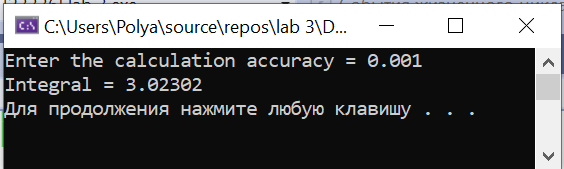 C:\Users\Polya\source\repos\lab 3\D...
Enter the calculation accuracy = 0.001
Integral = 3.02302
Для продолжения нажмите любую клавишу . . .